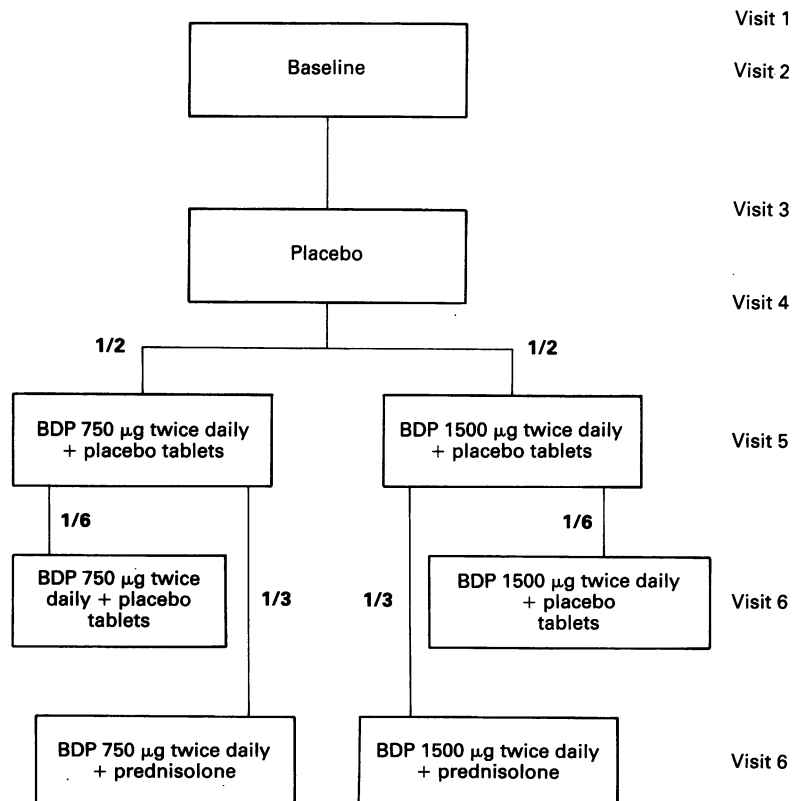 Visit 1
Baseline
Visit 2
Visit 3
Placebo
Visit 4
1/2
1/2
BDP 750 µg twice daily
+ placebo tablets
BDP 1500 µg twice daily
+ placebo tablets
Visit 5
1/6
1/6
BDP 750 µg twice
daily + placebo
tablets
1/3
1/3
BDP 1500 µg twice daily
+ placebo
tablets
Visit 6
BDP 750 µg twice daily
+ prednisolone
BDP 1500 µg twice daily
+ prednisolone
Visit 6